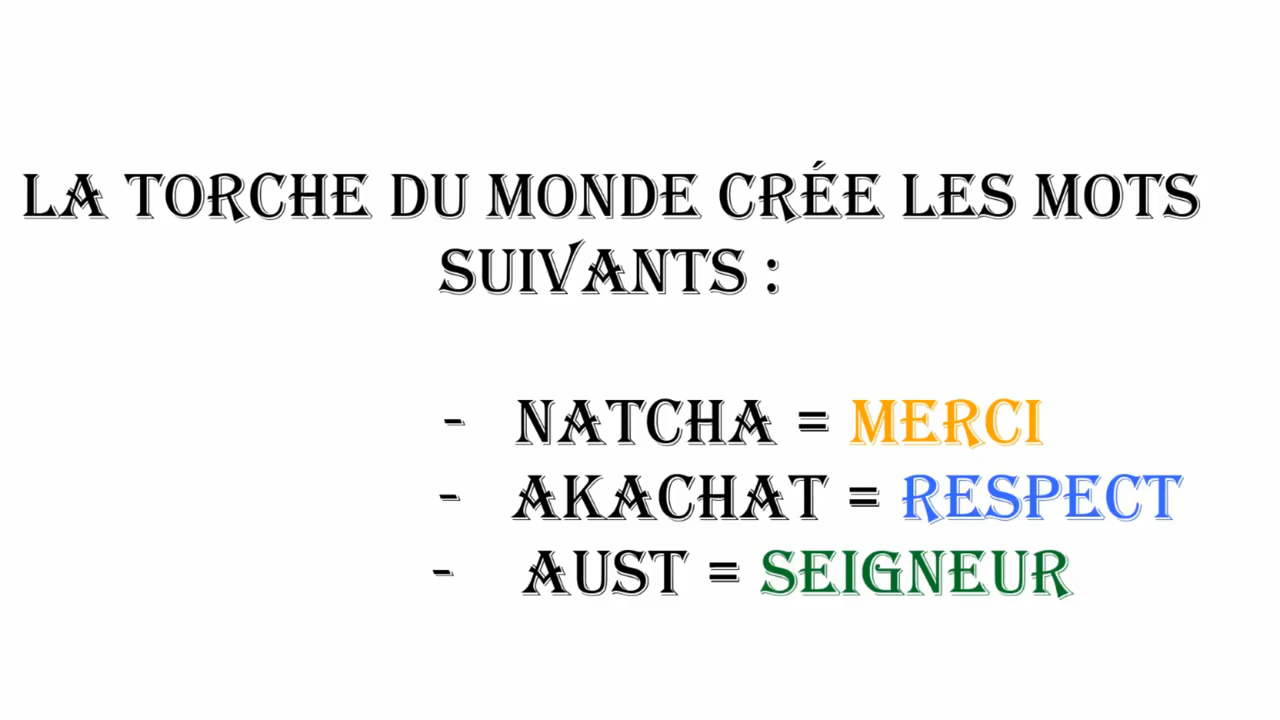 LA TORCHE DU MONDE CRÉE LES MOTS
SUIVANTS :
- NATCHA = MERCI
- AKACHAT = RESPECT
- AUST = SEIGNEUR